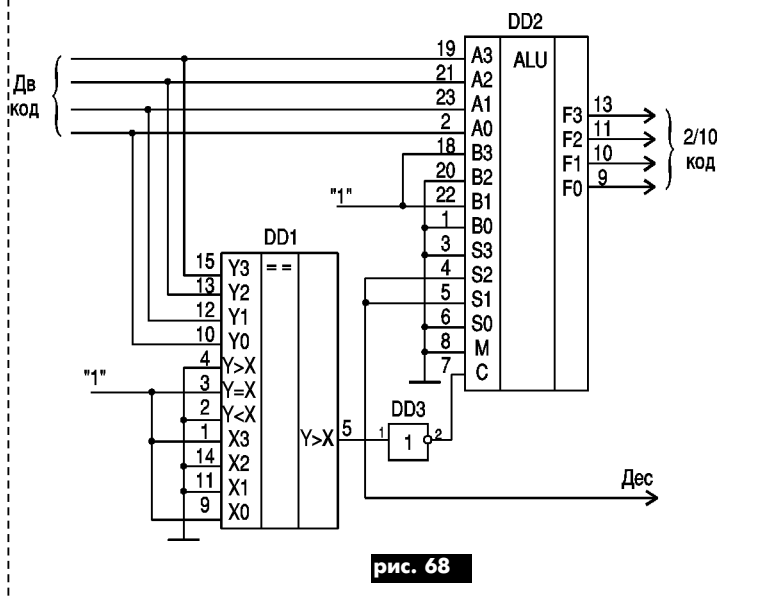 DD2
19 A3 ALU
21 A2
Дв код
23 A1
2 A0
18 B3
20 B2
"1"
22 B1
1 B0
3 S3
4 S2
5 S1
6 S0
8 M
7 C
F3 13
F2 11
F1 10
F0 9
2/10 код
DD1
15 Y3 ==
13 Y2
12 Y1
10 Y0
4 Y>X
"1"
3 Y=X
2 Y<X
1 X3
14 X2
11 X1
9 X0
Y>X 5
DD3
1 1 2
Дес
рис. 68